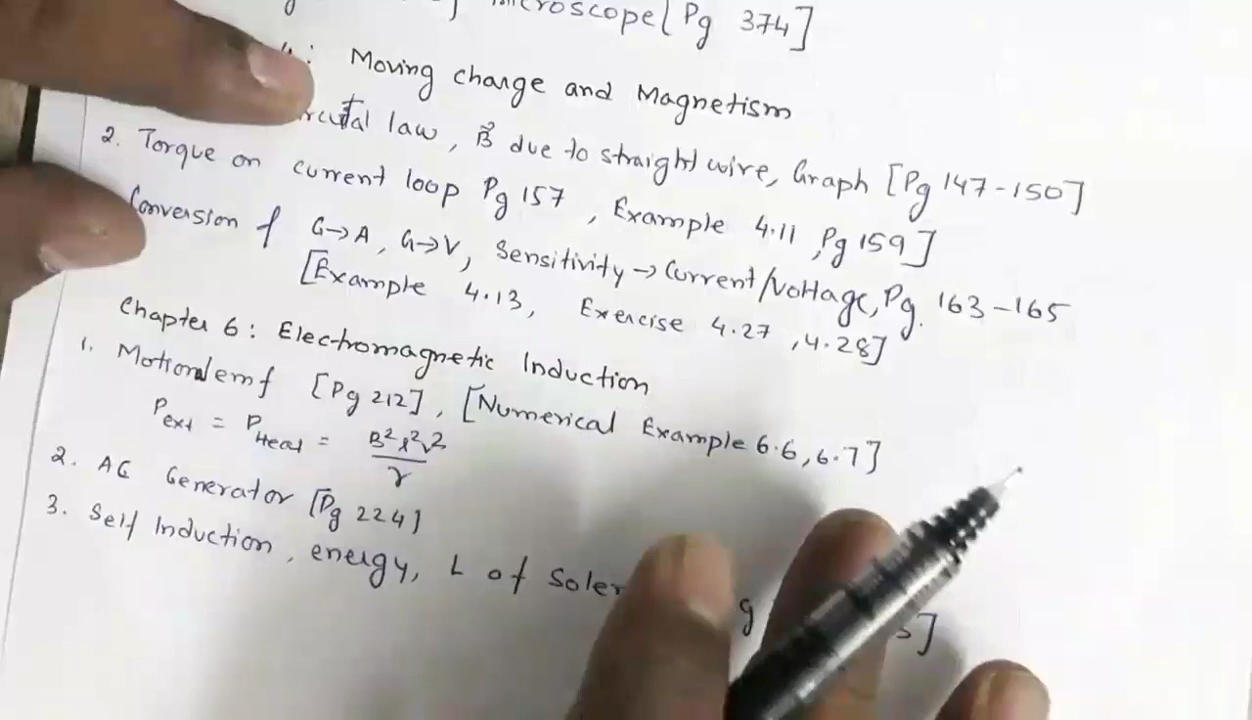 Microscope[Pg 374]
: Moving charge and Magnetism
law, B⃗ due to straight wire, Graph [Pg 147-150]
2. Torque on current loop Pg 157, Example 4.11, Pg 159]
Conversion of G→A, G→V, Sensitivity → Current/Voltage, Pg. 163-165
[Example 4.13, Exercise 4.27, 4.28]
Chapter 6: Electromagnetic Induction
1. Motional emf [Pg 212], [Numerical Example 6.6, 6.7]
Pext = PHeat = B²l²v²/r
2. AC Generator [Pg 224]
3. Self Induction, energy, L of